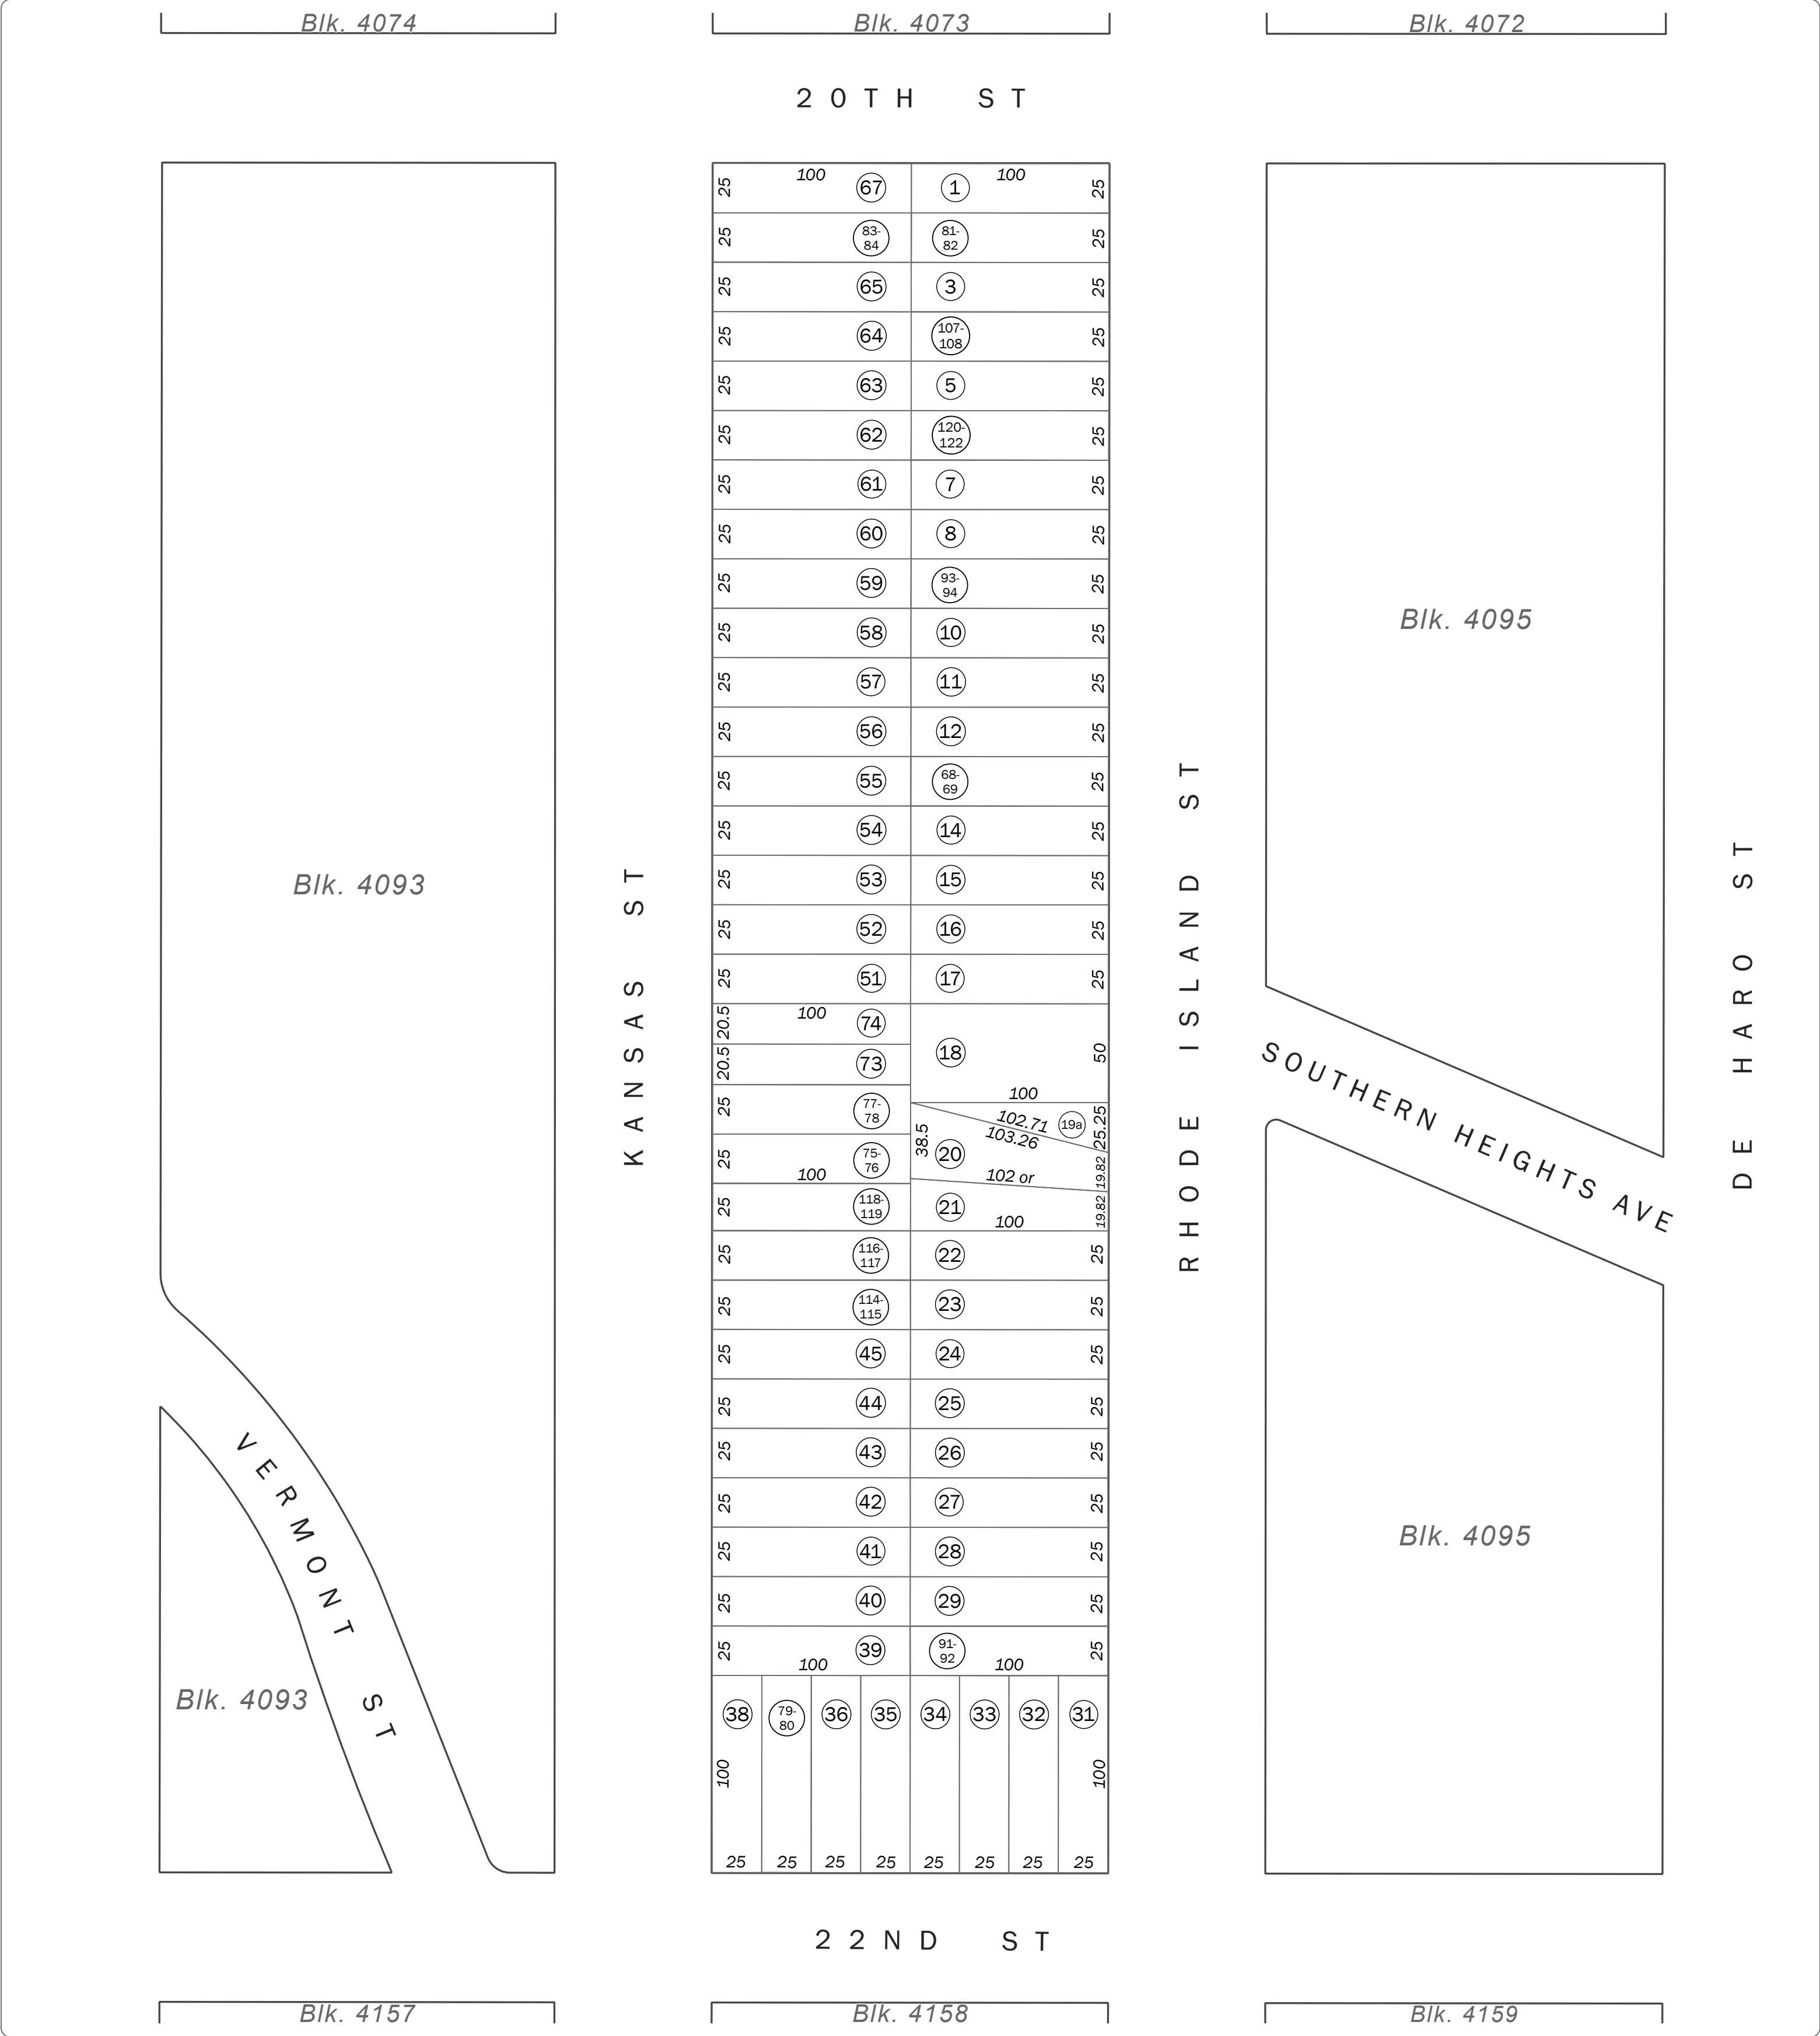 Blk. 4074
Blk. 4073
Blk. 4072
20TH ST
25 100 67 1 100 25
25 83- 81- 25
84 82
25 65 3 25
25 64 107- 25
108
25 63 5 25
25 62 120- 25
122
25 61 7 25
25 60 8 25
25 59 93- 25
94
25 58 10 25
25 57 11 25
25 56 12 25
25 55 68- 25
69
25 54 14 25
25 53 15 25
25 52 16 25
25 51 17 25
20.5 100 74
20.5 73
18 50
100
25 77-
78
102.71 19a 25.25
103.26
38.5 20 19.82
25 75-
76
100
102 or
25 118-
119
21 19.82
100
25 116- 22 25
117
25 114- 23 25
115
25 45 24 25
25 44 25 25
25 43 26 25
25 42 27 25
25 41 28 25
25 40 29 25
25 39 91- 25
92
100 100
38 79- 36 35 34 33 32 31
80
100 100
25 25 25 25 25 25 25 25
Blk. 4093
Blk. 4093
VERMONT ST
KANSAS ST
RHODE ISLAND ST
Blk. 4095
SOUTHERN HEIGHTS AVE
Blk. 4095
DE HARO ST
22ND ST
Blk. 4157
Blk. 4158
Blk. 4159